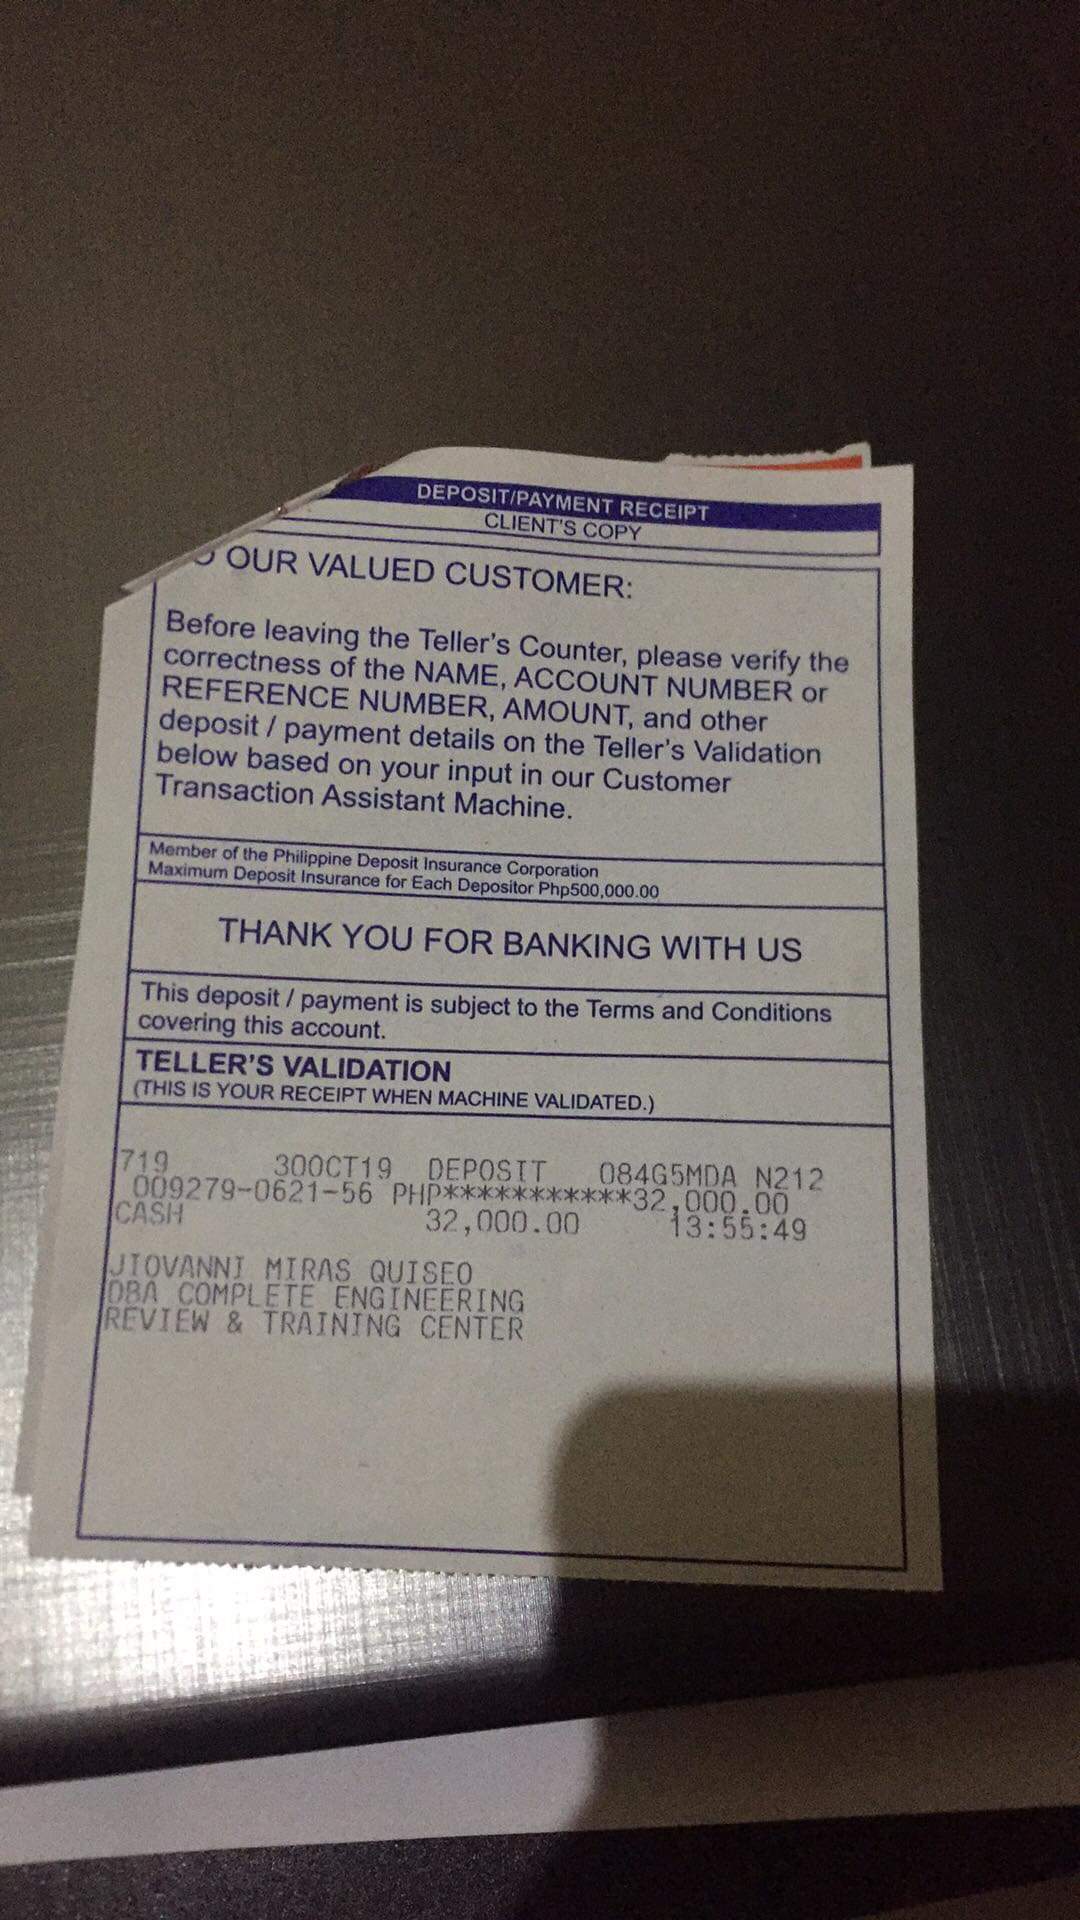 DEPOSIT/PAYMENT RECEIPT
CLIENT'S COPY
OUR VALUED CUSTOMER:
Before leaving the Teller's Counter, please verify the
correctness of the NAME, ACCOUNT NUMBER or
REFERENCE NUMBER, AMOUNT, and other
deposit / payment details on the Teller's Validation
below based on your input in our Customer
Transaction Assistant Machine.
Member of the Philippine Deposit Insurance Corporation
Maximum Deposit Insurance for Each Depositor Php500,000.00
THANK YOU FOR BANKING WITH US
This deposit / payment is subject to the Terms and Conditions
covering this account.
TELLER'S VALIDATION
(THIS IS YOUR RECEIPT WHEN MACHINE VALIDATED.)
719 30OCT19 DEPOSIT 084G5MDA N212
009279-0621-56 PHP***********32,000.00
CASH 32,000.00 13:55:49
JIOVANNI MIRAS QUISEO
DBA COMPLETE ENGINEERING
REVIEW & TRAINING CENTER